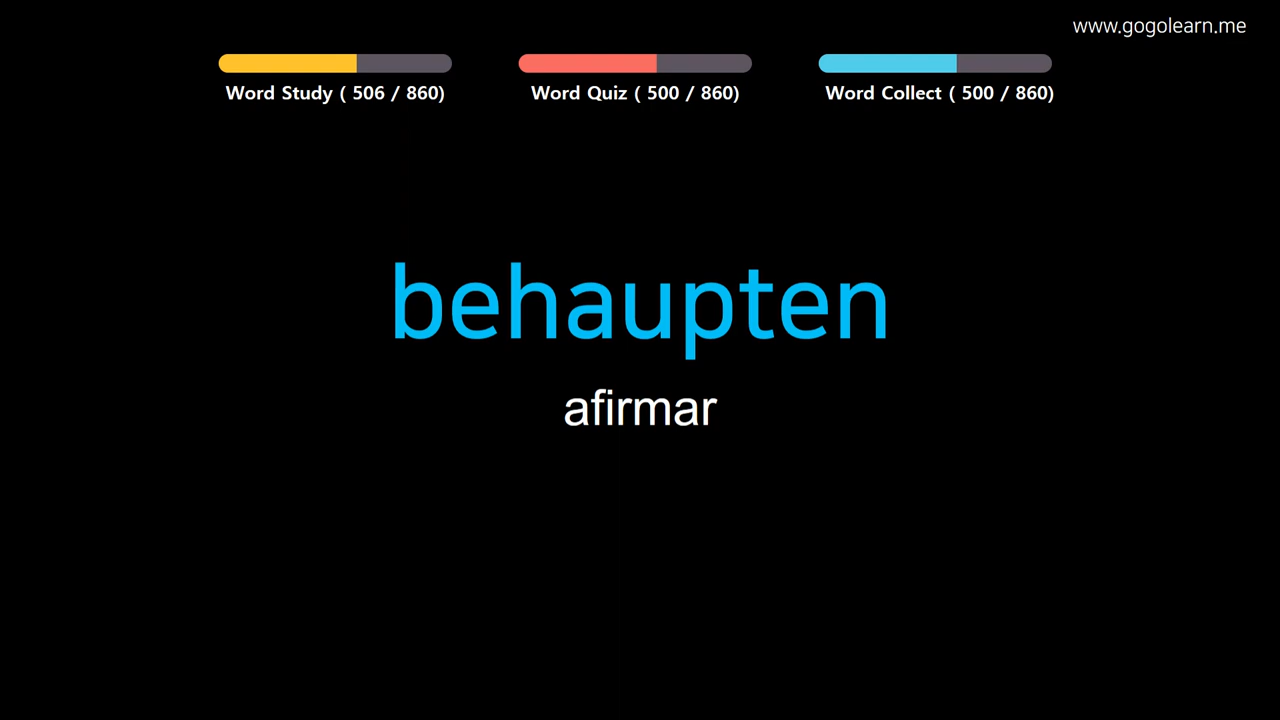 www.gogolearn.me
Word Study ( 506 / 860)
Word Quiz ( 500 / 860)
Word Collect ( 500 / 860)
behaupten
afirmar